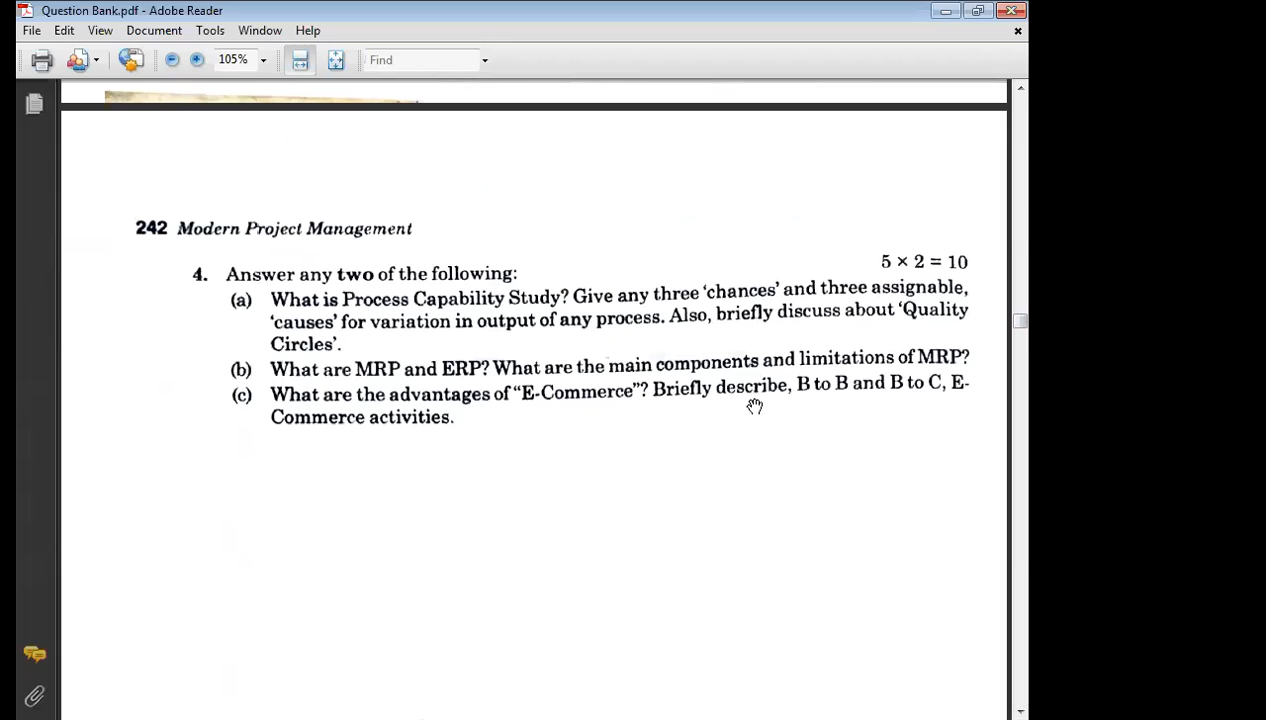 Question Bank.pdf - Adobe Reader
File Edit View Document Tools Window Help
105% Find
242 Modern Project Management
5 × 2 = 10
4. Answer any two of the following:
(a) What is Process Capability Study? Give any three ‘chances’ and three assignable,
‘causes’ for variation in output of any process. Also, briefly discuss about ‘Quality
Circles’.
(b) What are MRP and ERP? What are the main components and limitations of MRP?
(c) What are the advantages of “E-Commerce”? Briefly describe, B to B and B to C, E-
Commerce activities.